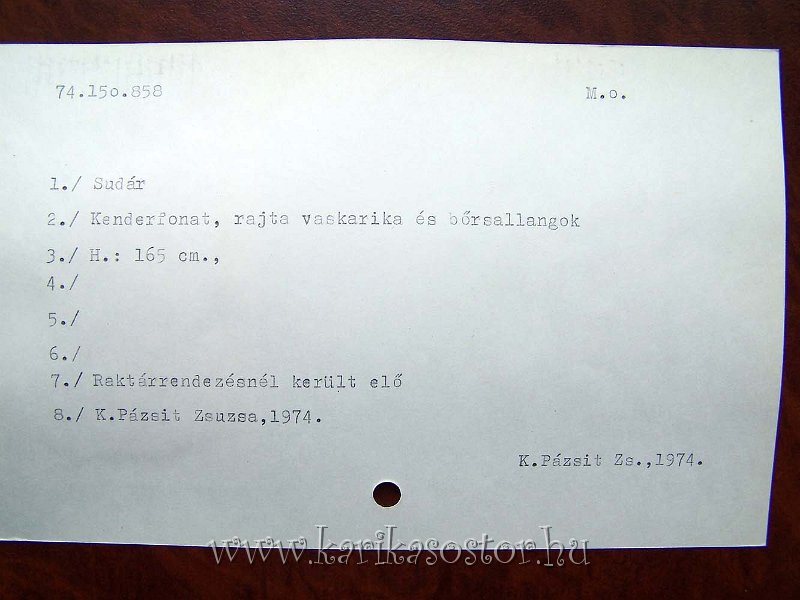 74.15o.858 M.o.
1./ Sudár
2./ Kenderfonat, rajta vaskarika és bőrsallangok
3./ H.: 165 cm.,
4./
5./
6./
7./ Raktárrendezésnél került elő
8./ K.Pázsit Zsuzsa,1974.
K.Pázsit Zs.,1974.
www.karikasostor.hu